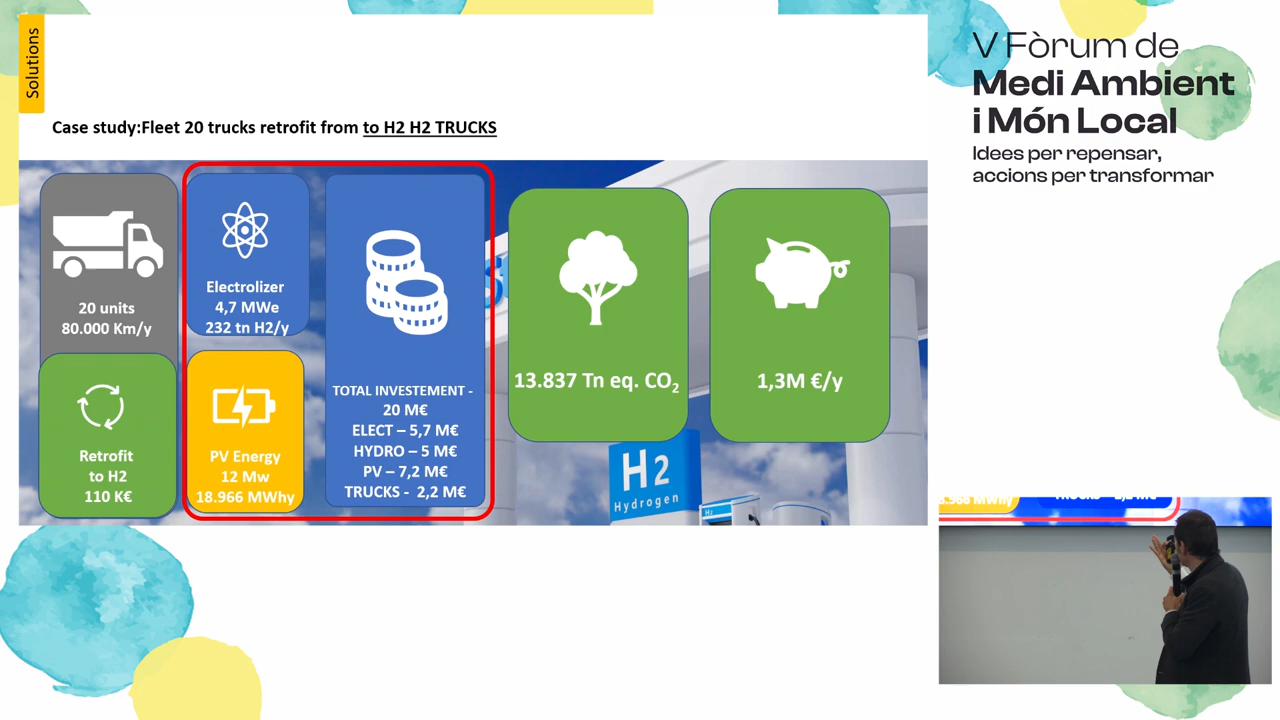 Solutions
Case study:Fleet 20 trucks retrofit from to H2 H2 TRUCKS
20 units
80.000 Km/y
Retrofit
to H2
110 K€
Electrolizer
4,7 MWe
232 tn H2/y
PV Energy
12 Mw
18.966 MWhy
TOTAL INVESTEMENT -
20 M€
ELECT – 5,7 M€
HYDRO – 5 M€
PV – 7,2 M€
TRUCKS - 2,2 M€
13.837 Tn eq. CO₂
1,3M €/y
H2
Hydrogen
H2
V Fòrum de
Medi Ambient
i Món Local
Idees per repensar,
accions per transformar